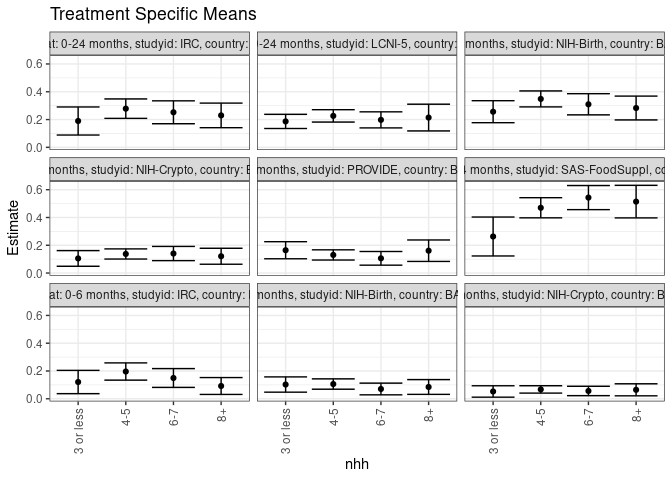 Treatment Specific Means
at: 0-24 months, studyid: IRC, country:
-24 months, studyid: LCNI-5, country:
months, studyid: NIH-Birth, country: B
0.6
0.4
0.2
0.0
months, studyid: NIH-Crypto, country:
months, studyid: PROVIDE, country: B
months, studyid: SAS-FoodSuppl, co
0.6
0.4
0.2
0.0
at: 0-6 months, studyid: IRC, country:
months, studyid: NIH-Birth, country: BA
months, studyid: NIH-Crypto, country: B
0.6
0.4
0.2
0.0
Estimate
3 or less
4-5
6-7
8+
3 or less
4-5
6-7
8+
3 or less
4-5
6-7
8+
nhh